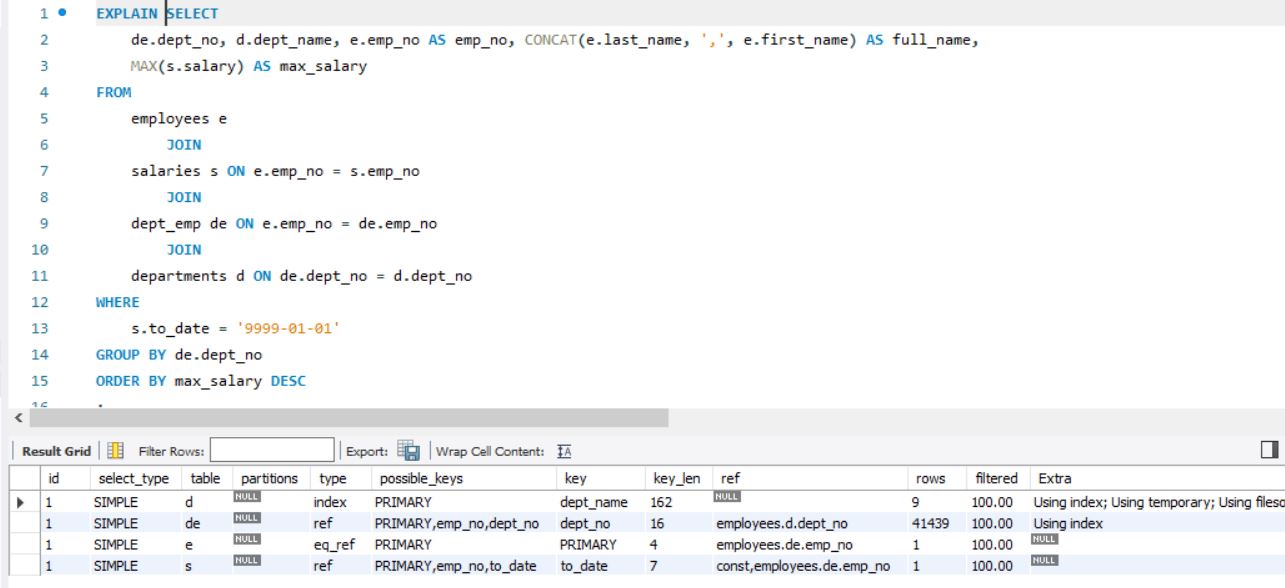 1 EXPLAIN SELECT
2 de.dept_no, d.dept_name, e.emp_no AS emp_no, CONCAT(e.last_name, ',', e.first_name) AS full_name,
3 MAX(s.salary) AS max_salary
4 FROM
5 employees e
6 JOIN
7 salaries s ON e.emp_no = s.emp_no
8 JOIN
9 dept_emp de ON e.emp_no = de.emp_no
10 JOIN
11 departments d ON de.dept_no = d.dept_no
12 WHERE
13 s.to_date = '9999-01-01'
14 GROUP BY de.dept_no
15 ORDER BY max_salary DESC
16
Result Grid Filter Rows: Export: Wrap Cell Content:
id select_type table partitions type possible_keys key key_len ref rows filtered Extra
1 SIMPLE d NULL index PRIMARY dept_name 162 NULL 9 100.00 Using index; Using temporary; Using fileso
1 SIMPLE de NULL ref PRIMARY,emp_no,dept_no dept_no 16 employees.d.dept_no 41439 100.00 Using index
1 SIMPLE e NULL eq_ref PRIMARY PRIMARY 4 employees.de.emp_no 1 100.00 NULL
1 SIMPLE s NULL ref PRIMARY,emp_no,to_date to_date 7 const,employees.de.emp_no 1 100.00 NULL